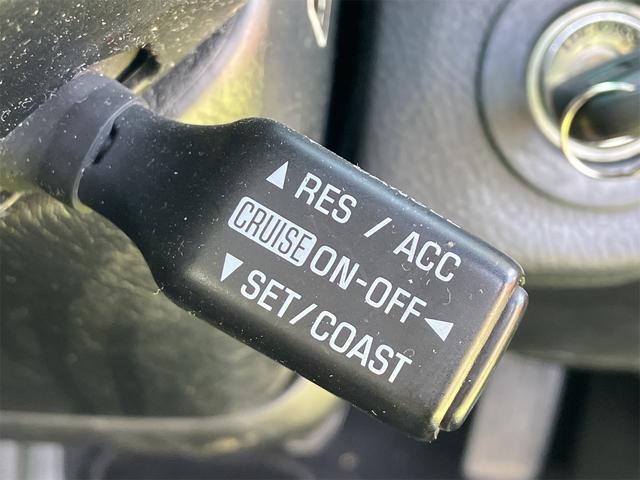 ▲ RES / ACC
CRUISE ON-OFF ◀
▼ SET/COAST